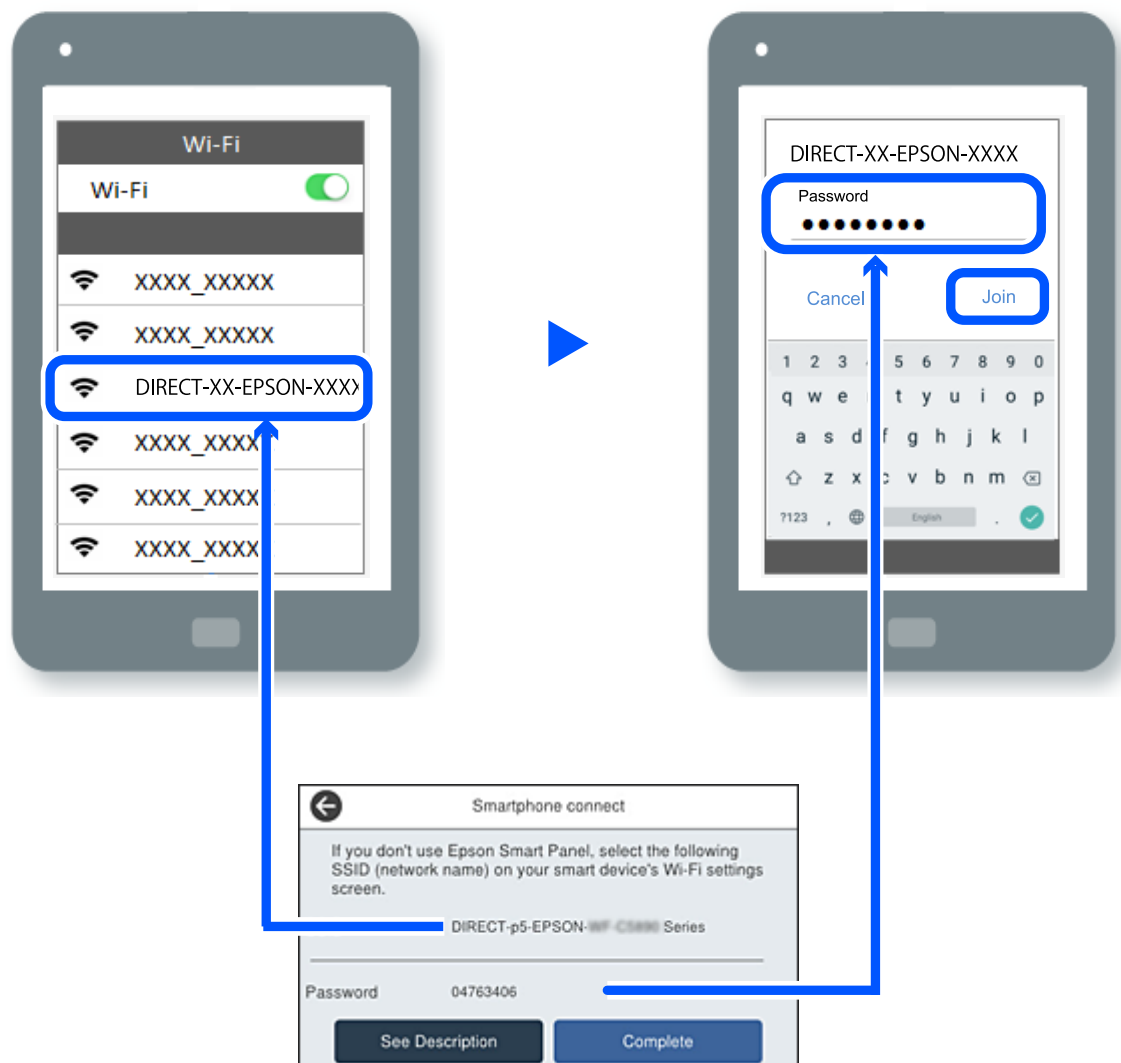 Wi-Fi
Wi-Fi
XXXX_XXXXX
XXXX_XXXXX
DIRECT-XX-EPSON-XXXX
XXXX_XXXX
XXXX_XXXX
XXXX_XXXX
DIRECT-XX-EPSON-XXXX
Password
••••••••
Cancel
Join
1 2 3 5 6 7 8 9 0
q w e t y u i o p
a s d f g h j k l
z x c v b n m
?123 , English .
Smartphone connect
If you don't use Epson Smart Panel, select the following
SSID (network name) on your smart device's Wi-Fi settings
screen.
DIRECT-p5-EPSON- Series
Password 04763406
See Description
Complete